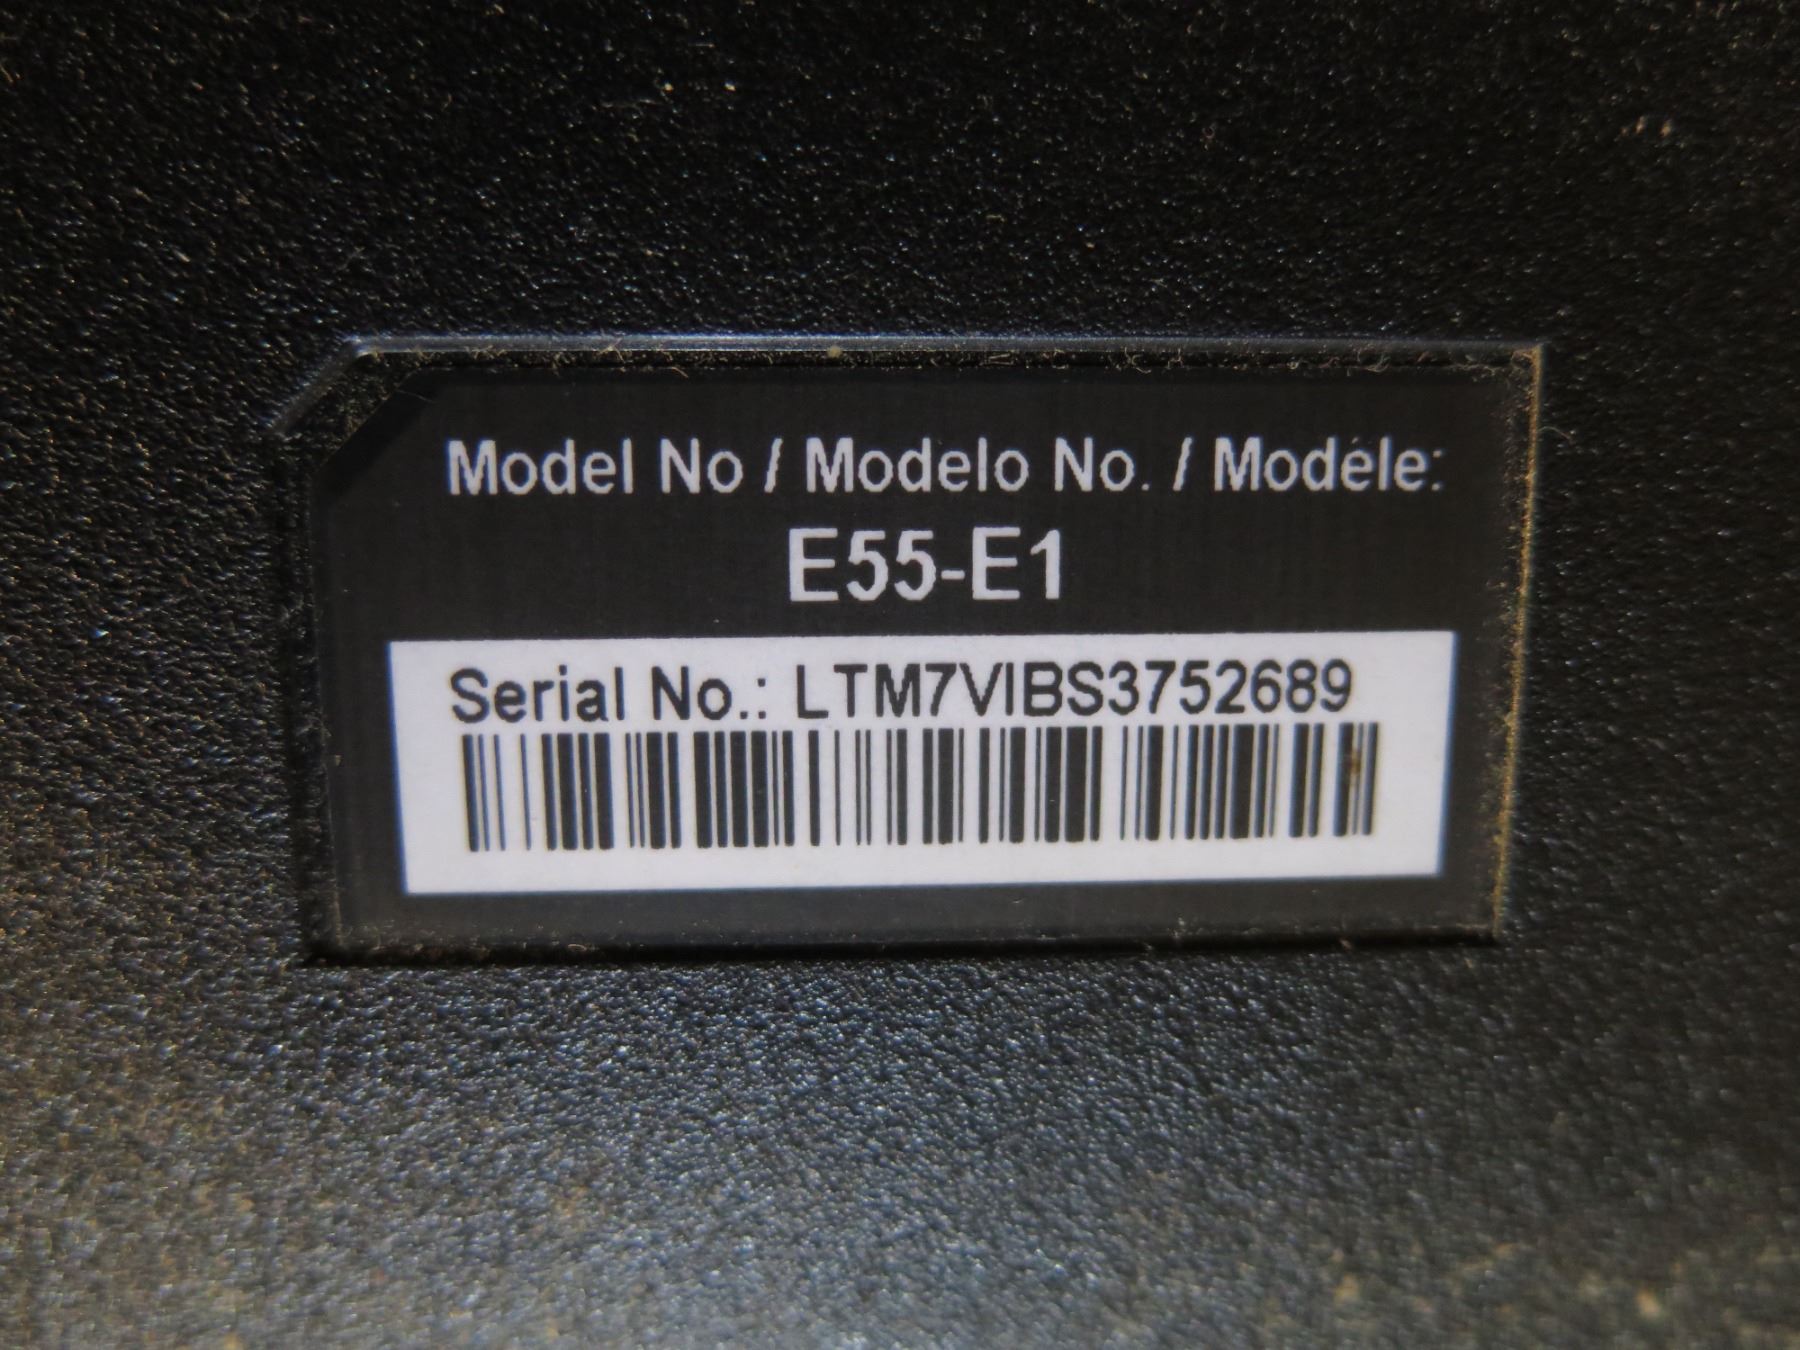 Model No / Modelo No. / Modéle:
E55-E1
Serial No.: LTM7VIBS3752689